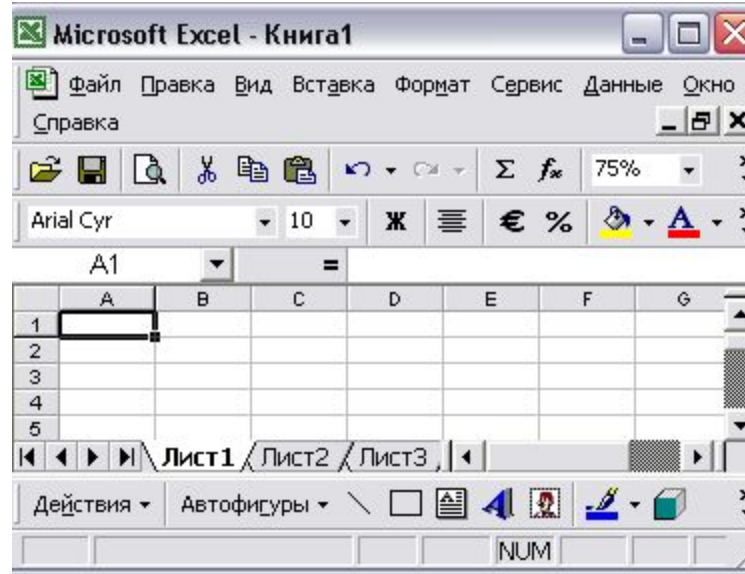 Microsoft Excel - Книга1
Файл Правка Вид Вставка Формат Сервис Данные Окно
Справка
Σ fx 75%
Arial Cyr 10 Ж € % А
A1 =
A B C D E F G
1
2
3
4
5
Лист1 Лист2 Лист3
Действия Автофигуры
NUM